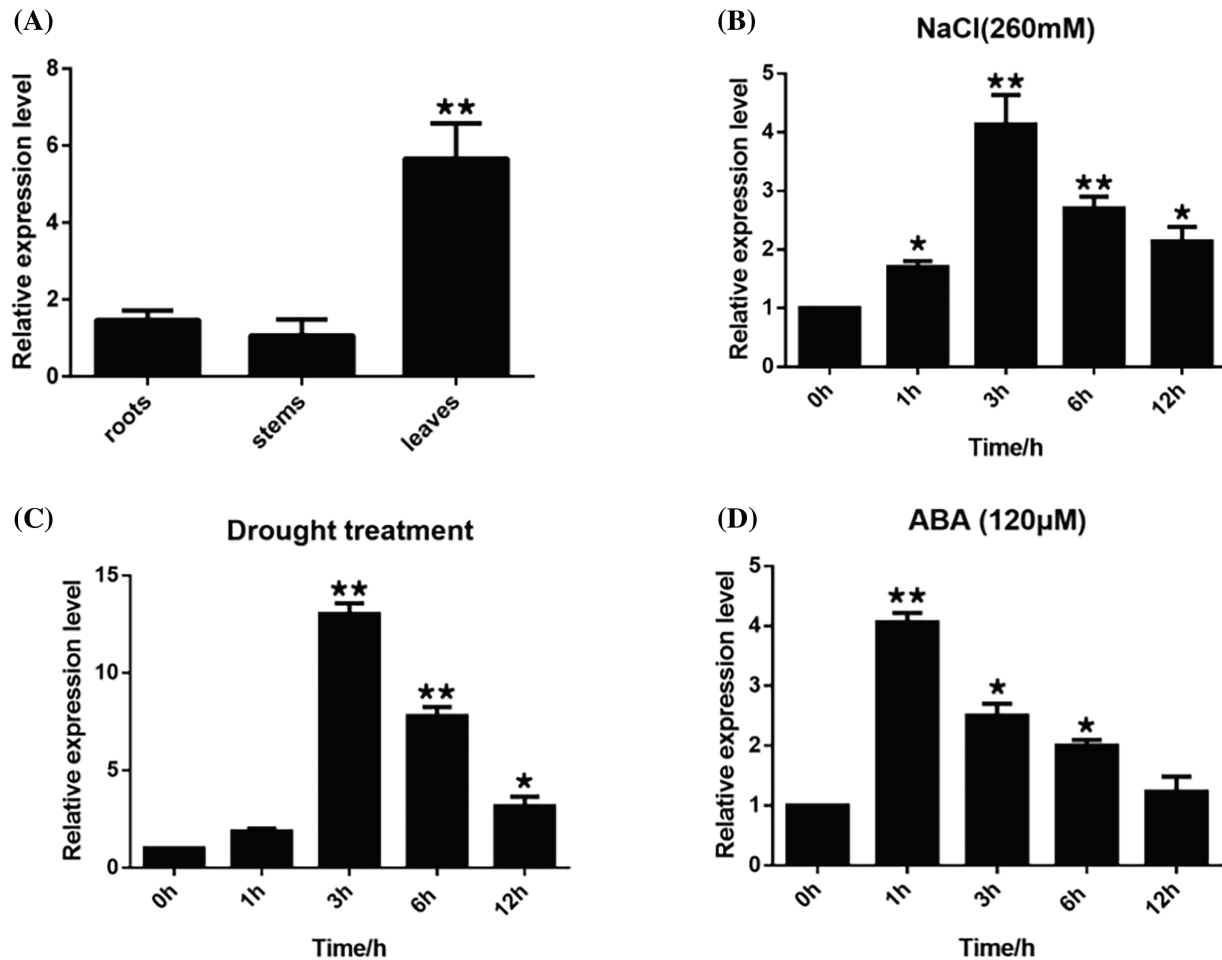 (A)
Relative expression level
8
6
4
2
0
roots
stems
leaves
★★
(B)
NaCl(260mM)
Relative expression level
5
4
3
2
1
0
★
★★
★★
★
0h
1h
3h
6h
12h
Time/h
(C)
Drought treatment
Relative expression level
15
10
5
0
★★
★★
★
0h
1h
3h
6h
12h
Time/h
(D)
ABA (120μM)
Relative expression level
5
4
3
2
1
0
★★
★
★
0h
1h
3h
6h
12h
Time/h